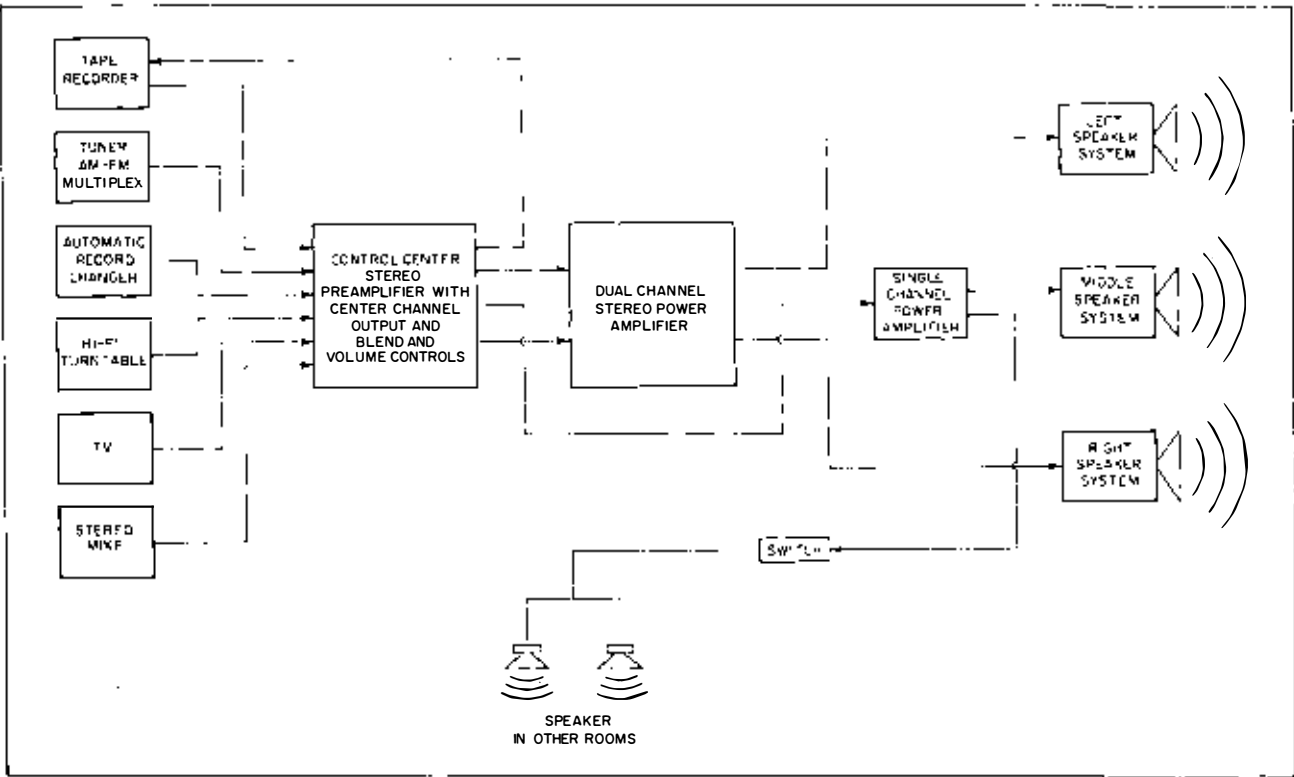 TAPE
RECORDER
TUNER
AM-FM
MULTIPLEX
AUTOMATIC
RECORD
CHANGER
HI-FI
TURNTABLE
TV
STEREO
MIKE
CONTROL CENTER
STEREO
PREAMPLIFIER WITH
CENTER CHANNEL
OUTPUT AND
BLEND AND
VOLUME CONTROLS
DUAL CHANNEL
STEREO POWER
AMPLIFIER
SINGLE
CHANNEL
POWER
AMPLIFIER
LEFT
SPEAKER
SYSTEM
MIDDLE
SPEAKER
SYSTEM
RIGHT
SPEAKER
SYSTEM
SWITCH
SPEAKER
IN OTHER ROOMS